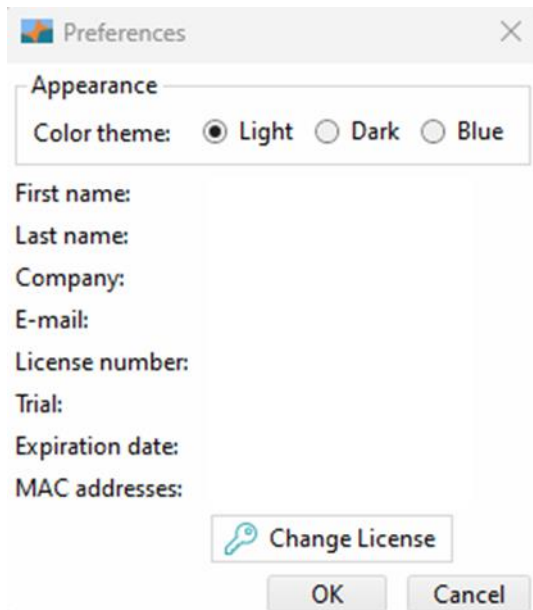 Preferences
Appearance
Color theme: Light Dark Blue
First name:
Last name:
Company:
E-mail:
License number:
Trial:
Expiration date:
MAC addresses:
Change License
OK Cancel